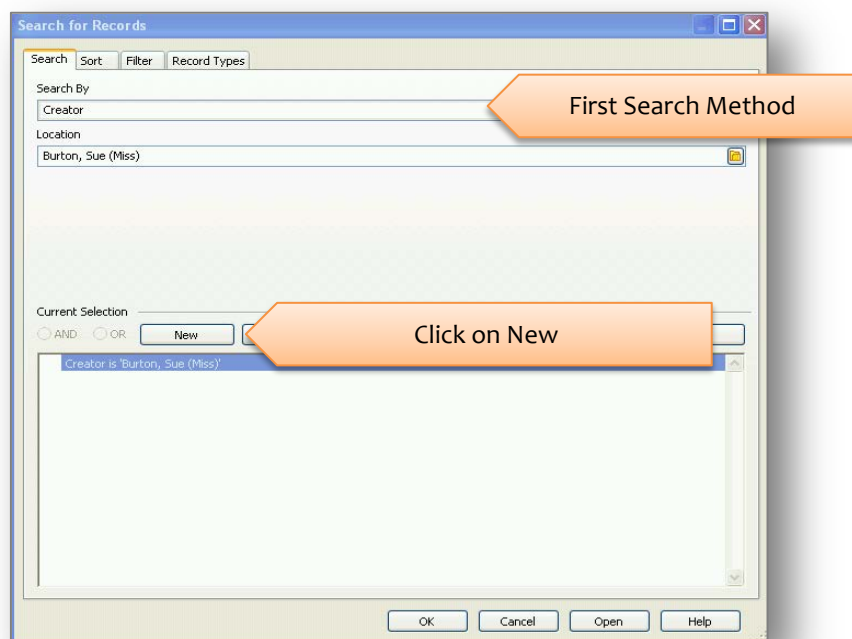 Search for Records
Search Sort Filter Record Types
Search By
Creator
First Search Method
Location
Burton, Sue (Miss)
Current Selection
AND OR New Click on New
Creator is 'Burton, Sue (Miss)'
OK Cancel Open Help